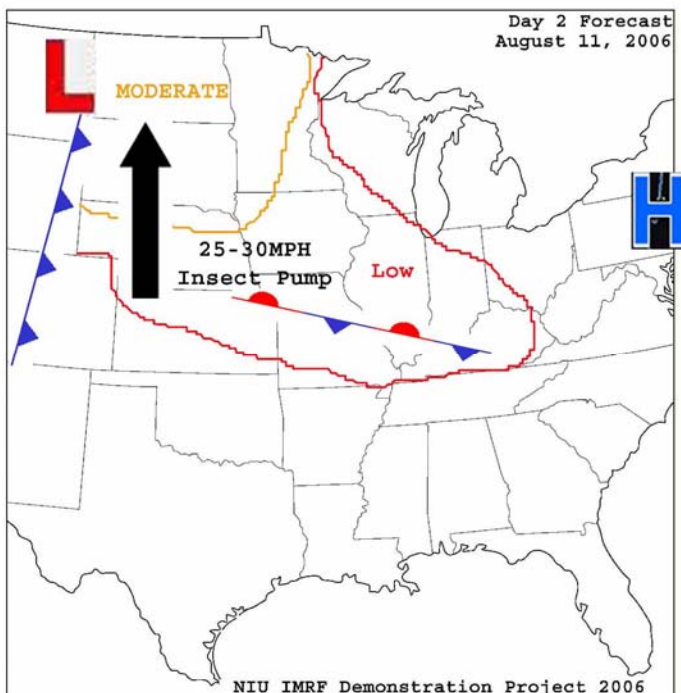 Day 2 Forecast
August 11, 2006
L
MODERATE
H
25-30MPH
Insect Pump
Low
NIU IMRF Demonstration Project 2006